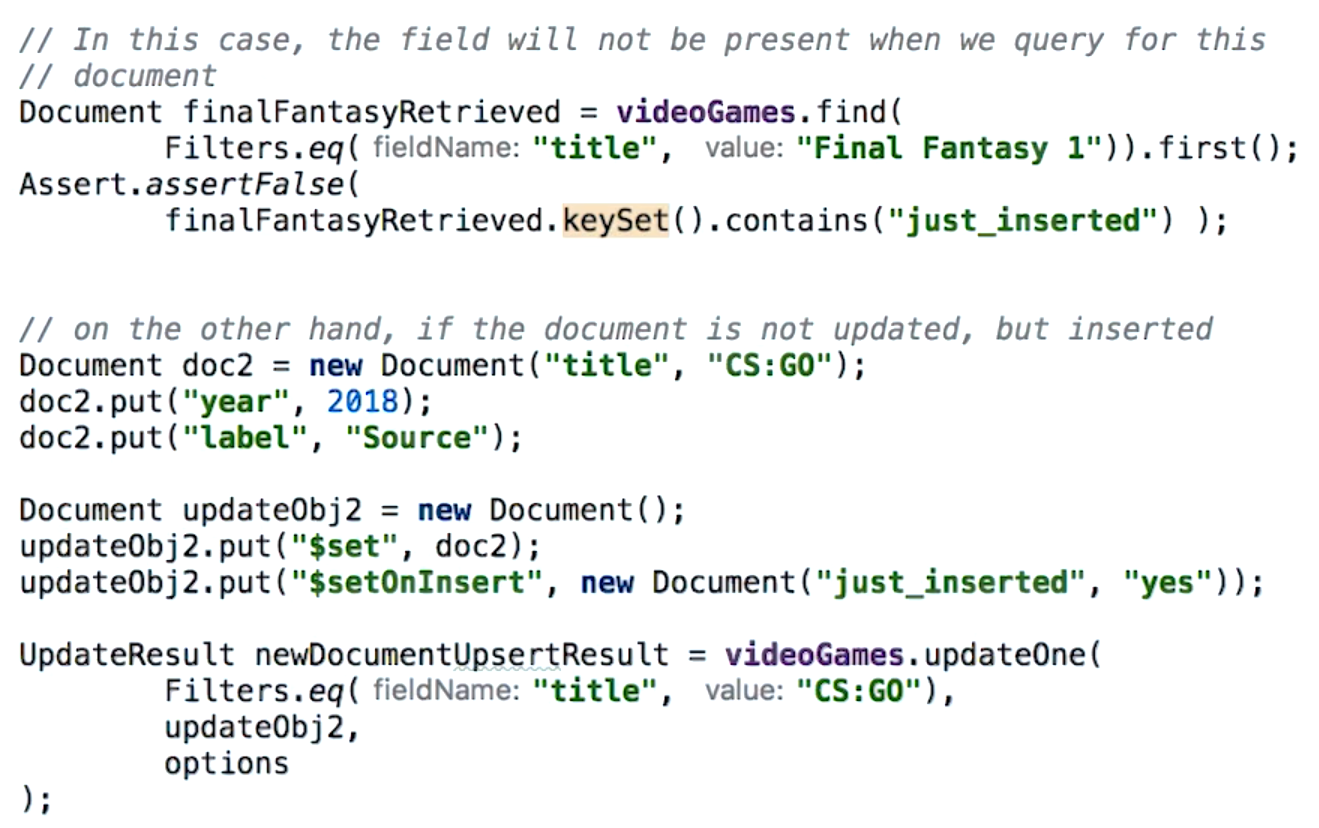 // In this case, the field will not be present when we query for this
// document
Document finalFantasyRetrieved = videoGames.find(
Filters.eq( fieldName: "title", value: "Final Fantasy 1")).first();
Assert.assertFalse(
finalFantasyRetrieved.keySet().contains("just_inserted") );
// on the other hand, if the document is not updated, but inserted
Document doc2 = new Document("title", "CS:GO");
doc2.put("year", 2018);
doc2.put("label", "Source");
Document updateObj2 = new Document();
updateObj2.put("$set", doc2);
updateObj2.put("$setOnInsert", new Document("just_inserted", "yes"));
UpdateResult newDocumentUpsertResult = videoGames.updateOne(
Filters.eq( fieldName: "title", value: "CS:GO"),
updateObj2,
options
);